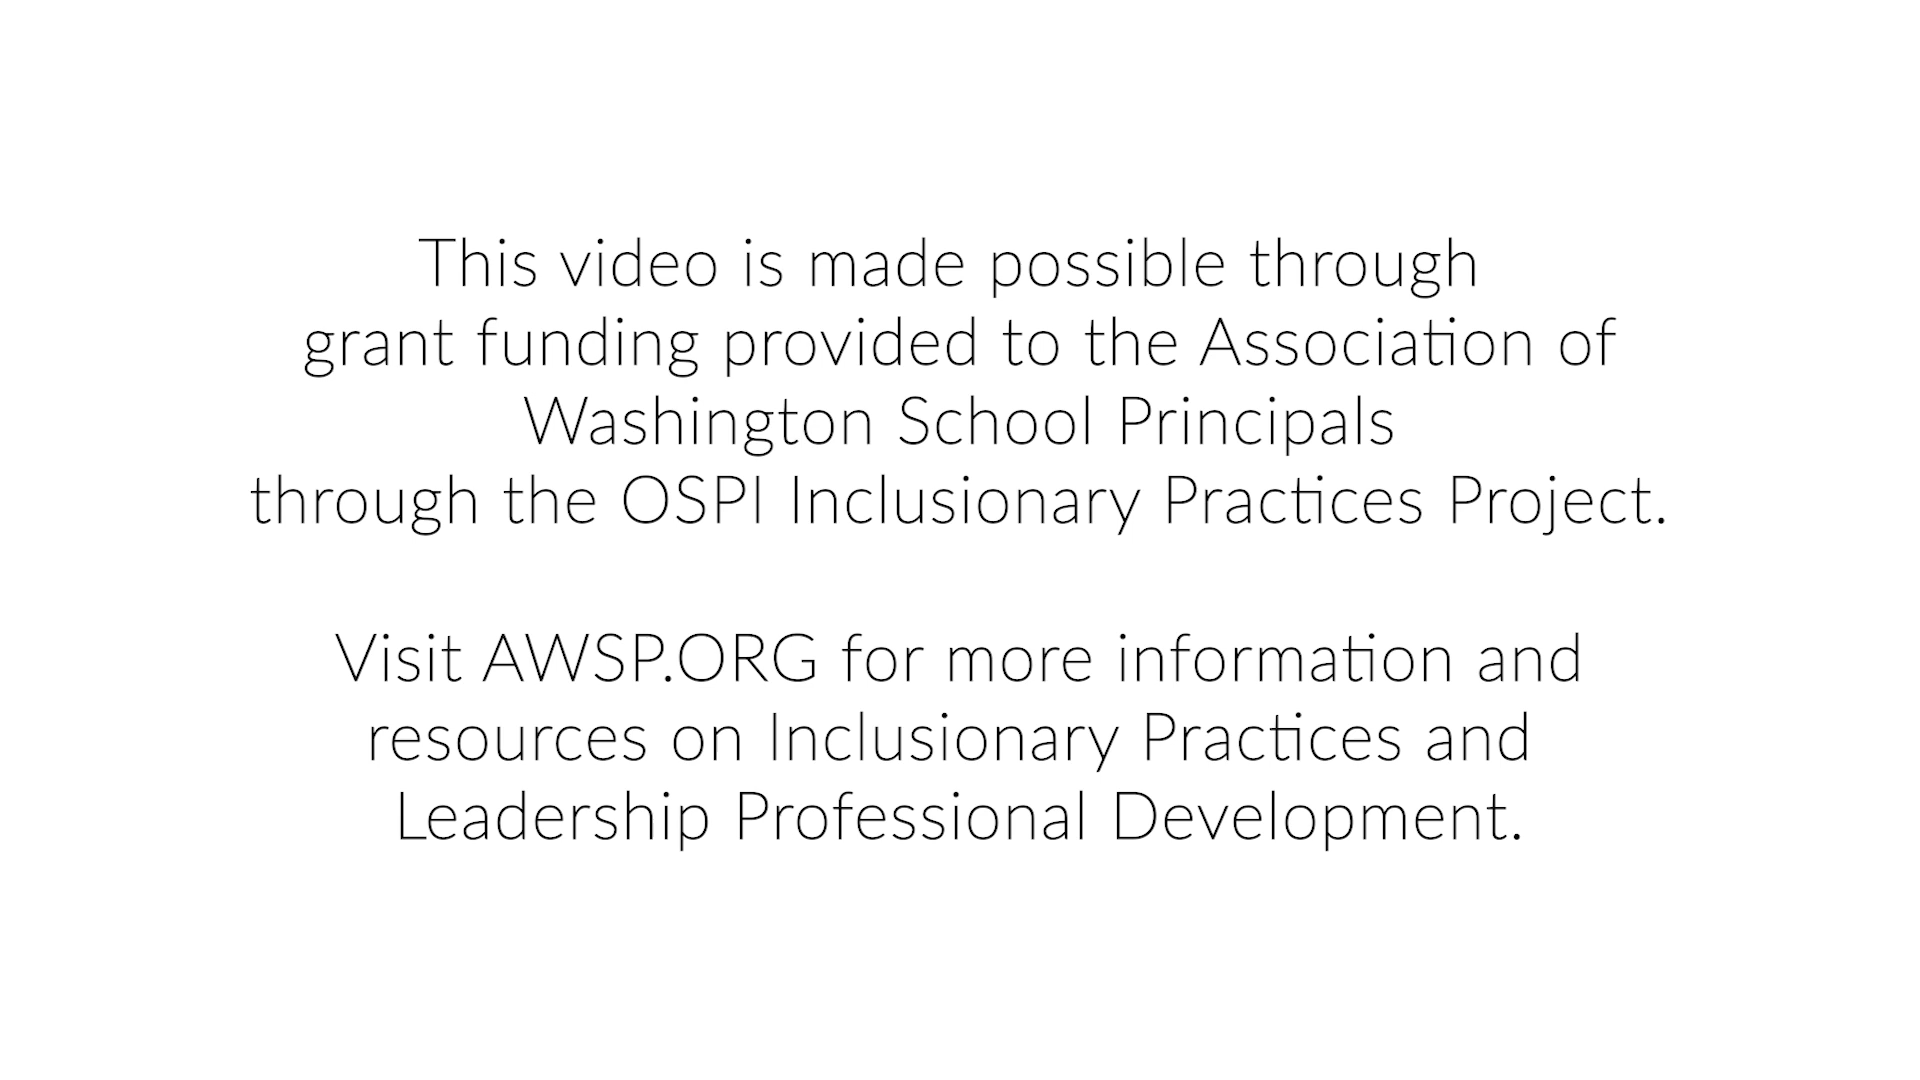 This video is made possible through
grant funding provided to the Association of
Washington School Principals
through the OSPI Inclusionary Practices Project.
Visit AWSP.ORG for more information and
resources on Inclusionary Practices and
Leadership Professional Development.